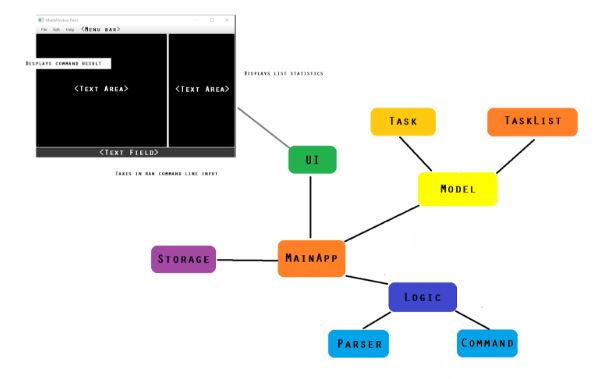 MainWindow.fxml
File Edit Help <Menu bar>
Displays command result
<Text Area>
<Text Area>
Displays list statistics
<Text Field>
Takes in raw command line input
Task
TaskList
UI
Model
Storage
MainApp
Logic
Parser
Command